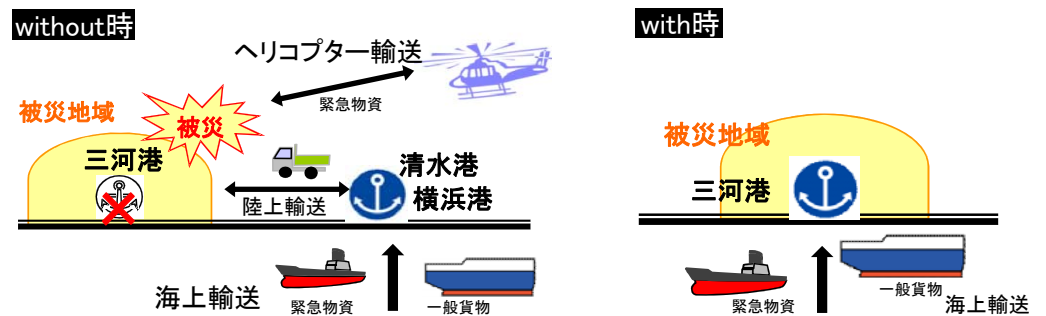 without時
ヘリコプター輸送
緊急物資
被災地域
被災
三河港
清水港
横浜港
陸上輸送
海上輸送
緊急物資
一般貨物
with時
被災地域
三河港
緊急物資
一般貨物
海上輸送